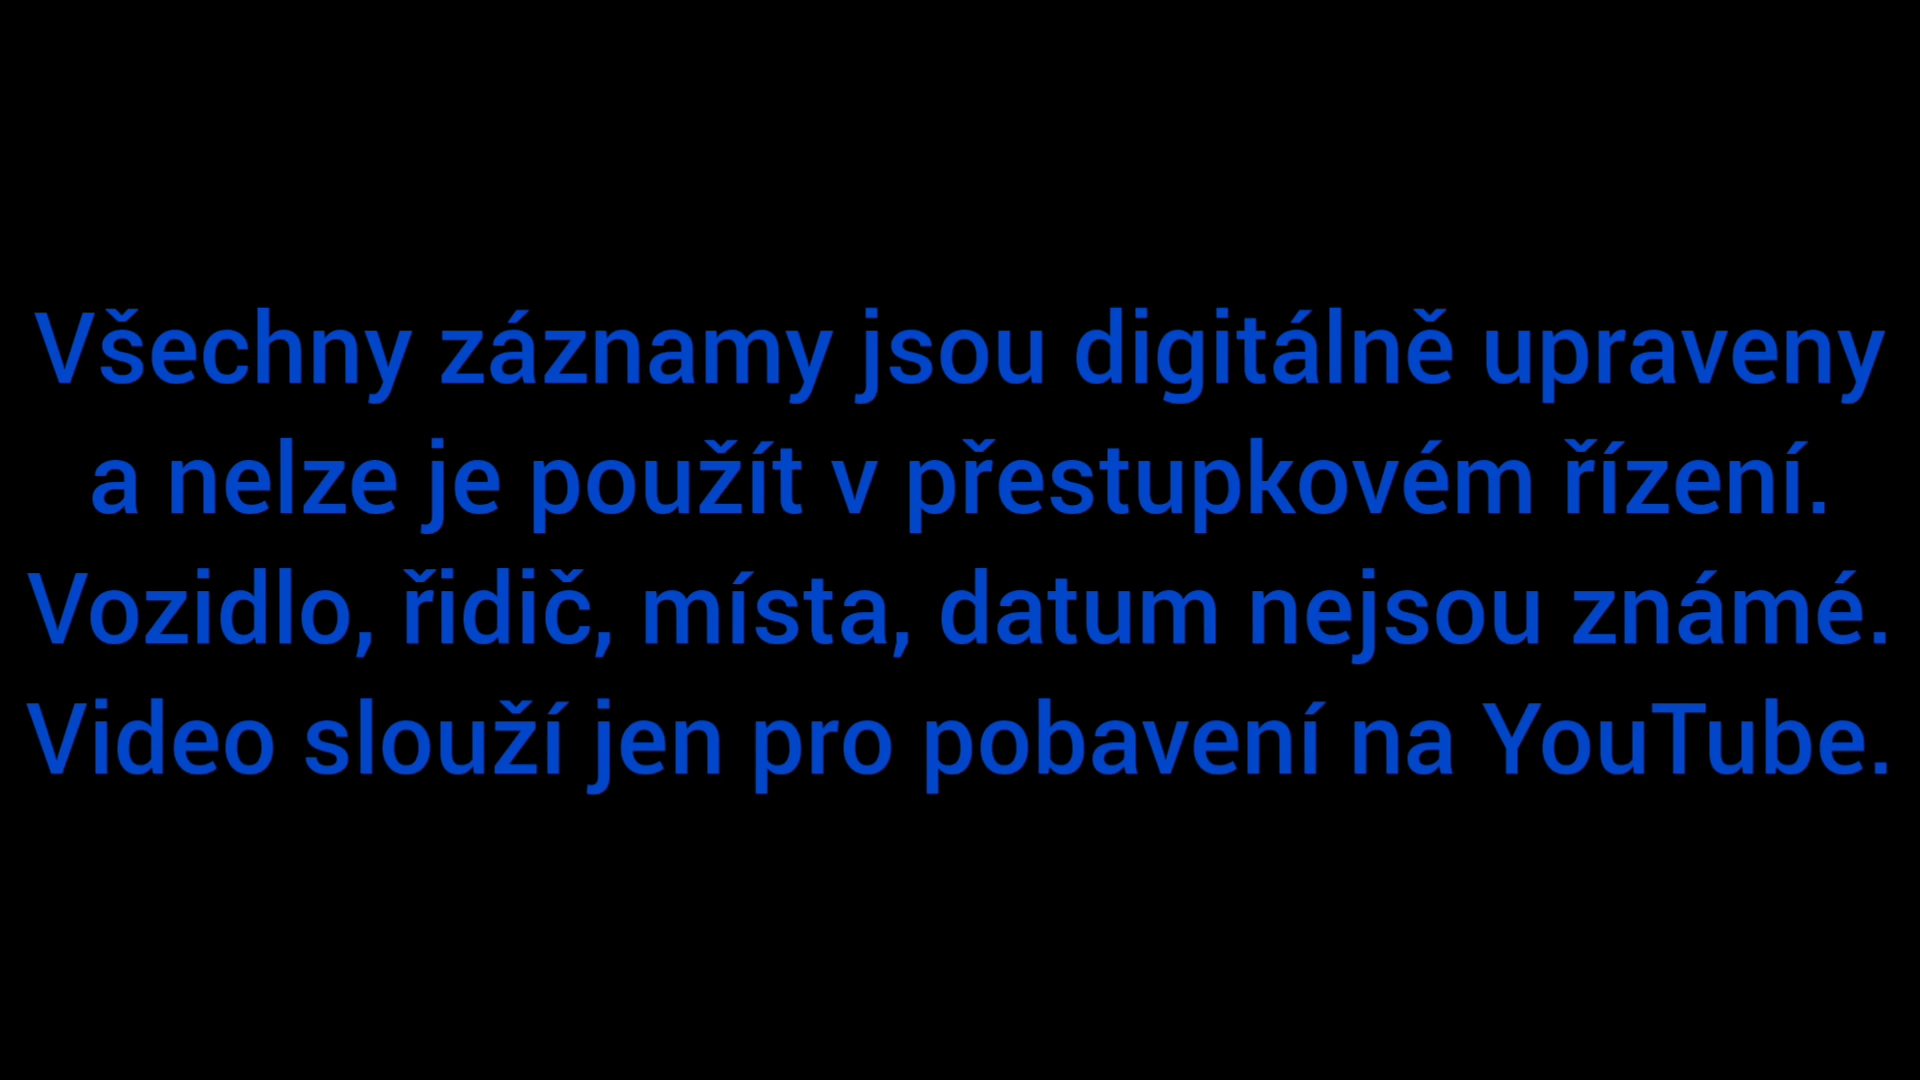 Všechny záznamy jsou digitálně upraveny
a nelze je použít v přestupkovém řízení.
Vozidlo, řidič, místa, datum nejsou známé.
Video slouží jen pro pobavení na YouTube.